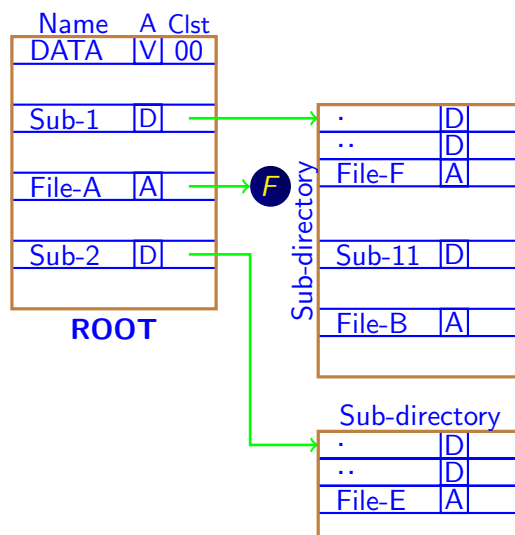 Name A Clst
DATA V 00
Sub-1 D
File-A A
F
Sub-2 D
ROOT
Sub-directory
. D
.. D
File-F A
Sub-11 D
File-B A
Sub-directory
. D
.. D
File-E A